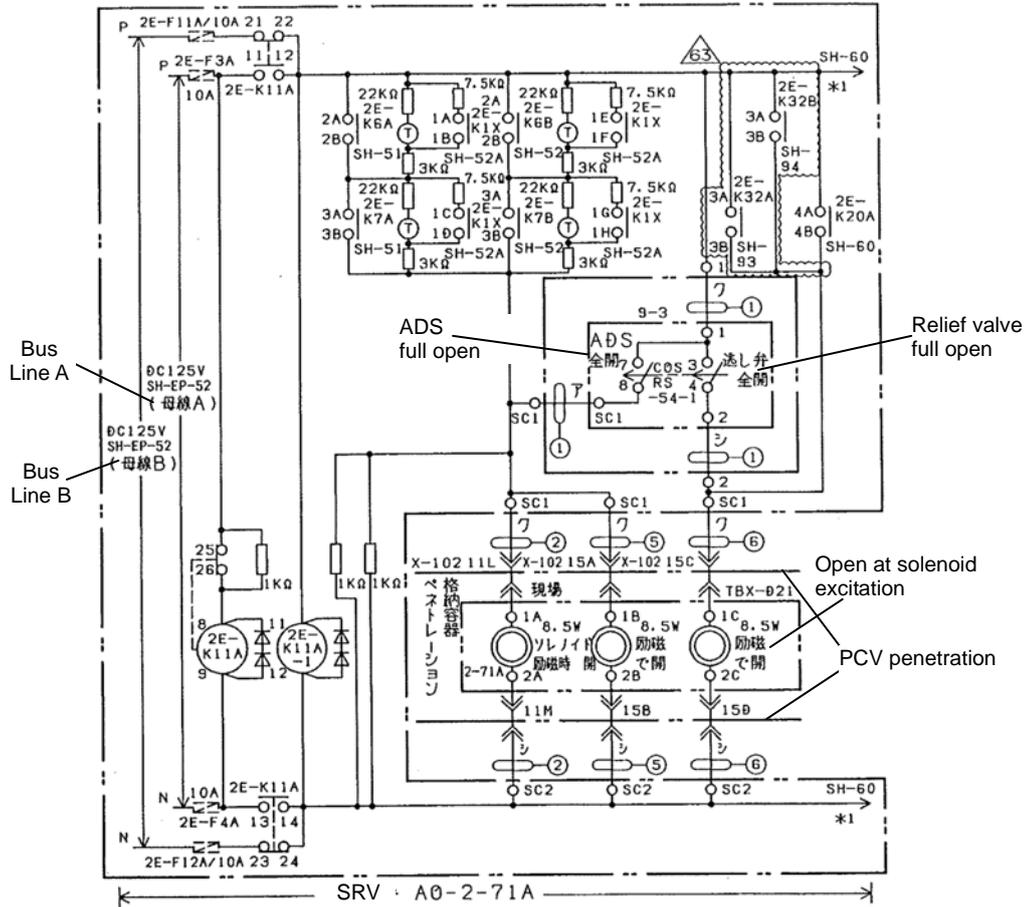 P 2E-F11A/10A 21 22
P 2E-F3A 11 12
10A 2E-K11A
63
SH-60
*1
22KΩ
2E-
K6A
2A
2B
T
7.5KΩ
1A
1B
2E-
K1X
SH-51
SH-52A
3KΩ
2A
2B
2E-
K6B
22KΩ
T
7.5KΩ
1E
1F
2E-
K1X
SH-52
SH-52A
3KΩ
22KΩ
2E-
K7A
3A
3B
T
7.5KΩ
1C
1D
2E-
K1X
SH-51
SH-52A
3KΩ
3A
3B
2E-
K7B
22KΩ
T
7.5KΩ
1G
1H
2E-
K1X
SH-52
SH-52A
3KΩ
2E-
K32B
3A
3B
SH-
94
2E-
K32A
3A
3B
SH-
93
4A
4B
2E-
K20A
SH-60
1
ワ
1
9-3
1
ADS
full open
ADS
全開
7
8
COS
RS
-54-1
3
4
逃し弁
全開
Relief valve
full open
ア
SC1
SC1
1
2
シ
1
2
Bus
Line A
DC125V
SH-EP-52
(母線A)
Bus
Line B
DC125V
SH-EP-52
(母線B)
SC1
SC1
SC1
ワ
2
ワ
5
ワ
6
X-102 11L
X-102 15A
X-102 15C
格納容器
ペネトレーション
現場
TBX-D21
Open at solenoid
excitation
PCV penetration
25
26
1KΩ
1KΩ
1KΩ
8
2E-
K11A
9
11
2E-
K11A
-1
12
1A
8.5W
ソレノイド
励磁時 開
2-71A
2A
1B
8.5W
励磁
で開
2B
1C
8.5W
励磁
で開
2C
11M
15B
15D
シ
2
シ
5
シ
6
SC2
SC2
SC2
N 10A 2E-K11A
2E-F4A 13 14
SH-60
*1
N
2E-F12A/10A 23 24
SRV · A0-2-71A